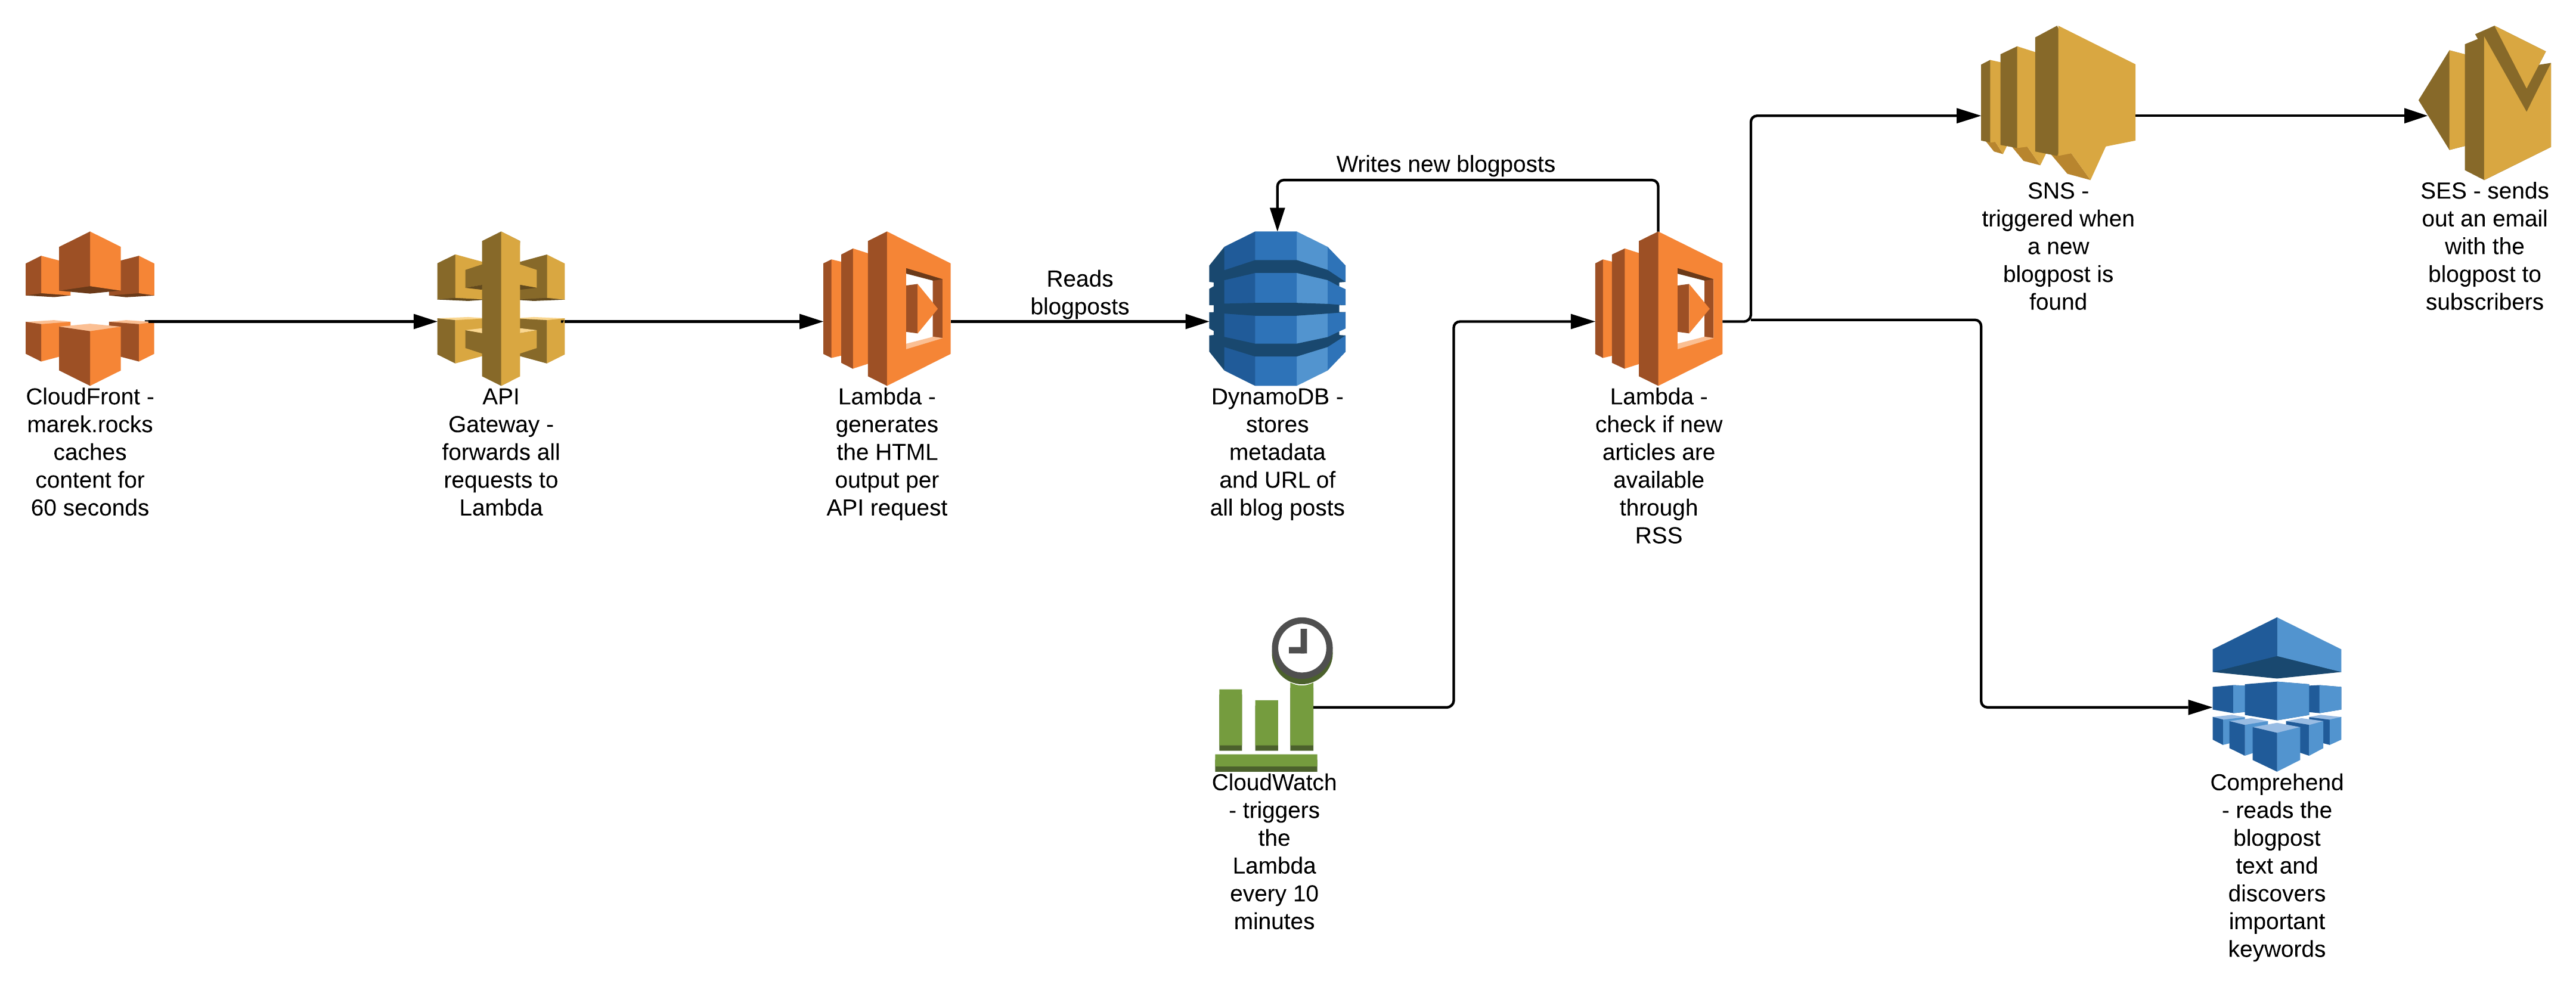 Writes new blogposts
Reads
blogposts
SNS -
triggered when
a new
blogpost is
found
SES - sends
out an email
with the
blogpost to
subscribers
CloudFront -
marek.rocks
caches
content for
60 seconds
API
Gateway -
forwards all
requests to
Lambda
Lambda -
generates
the HTML
output per
API request
DynamoDB -
stores
metadata
and URL of
all blog posts
Lambda -
check if new
articles are
available
through
RSS
CloudWatch
- triggers
the
Lambda
every 10
minutes
Comprehend
- reads the
blogpost
text and
discovers
important
keywords